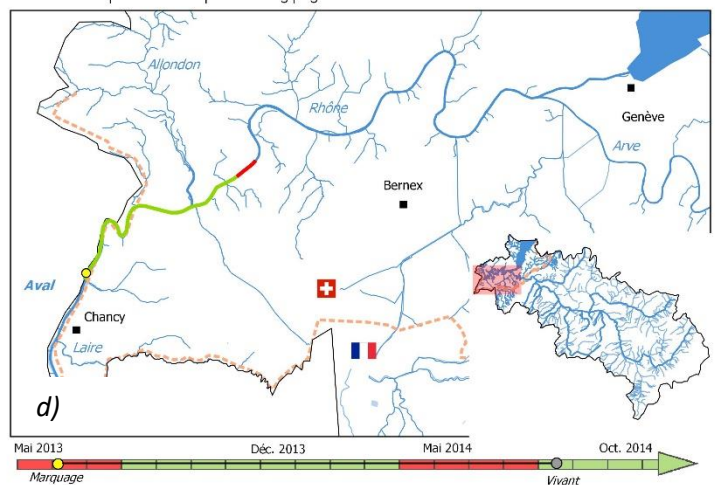 Allondon
Rhône
Genève
Arve
Bernex
Aval
Chancy
Laire
d)
Mai 2013 Déc. 2013 Mai 2014 Oct. 2014
Marquage Vivant